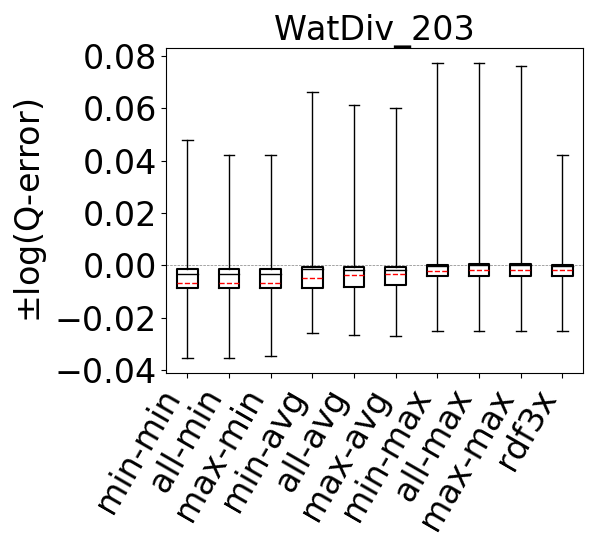 WatDiv_203
±log(Q-error)
0.08
0.06
0.04
0.02
0.00
−0.02
−0.04
min-min
all-min
max-min
min-avg
all-avg
max-avg
min-max
all-max
max-max
rdf3x